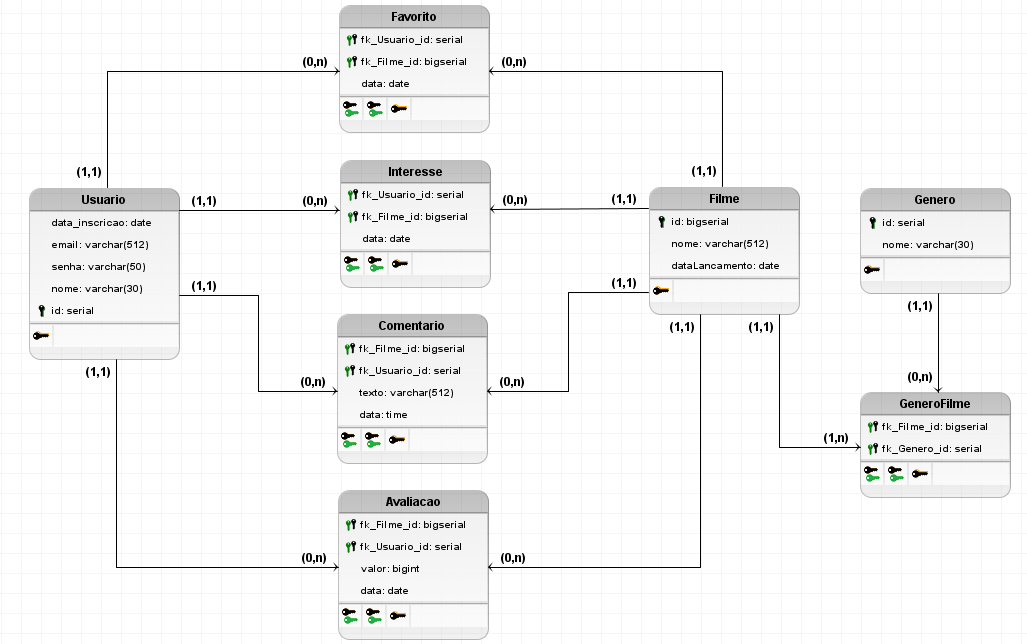 Favorito
fk_Usuario_id: serial
fk_Filme_id: bigserial
data: date
(0,n)
(0,n)
(1,1)
(1,1)
Usuario
data_inscricao: date
email: varchar(512)
senha: varchar(50)
nome: varchar(30)
id: serial
(1,1)
(0,n)
Interesse
fk_Usuario_id: serial
fk_Filme_id: bigserial
data: date
(0,n)
(1,1)
Filme
id: bigserial
nome: varchar(512)
dataLancamento: date
Genero
id: serial
nome: varchar(30)
(1,1)
(1,1)
(1,1)
(1,1)
(1,1)
(1,1)
(0,n)
Comentario
fk_Filme_id: bigserial
fk_Usuario_id: serial
texto: varchar(512)
data: time
(0,n)
(0,n)
GeneroFilme
fk_Filme_id: bigserial
fk_Genero_id: serial
(1,n)
(0,n)
Avaliacao
fk_Filme_id: bigserial
fk_Usuario_id: serial
valor: bigint
data: date
(0,n)